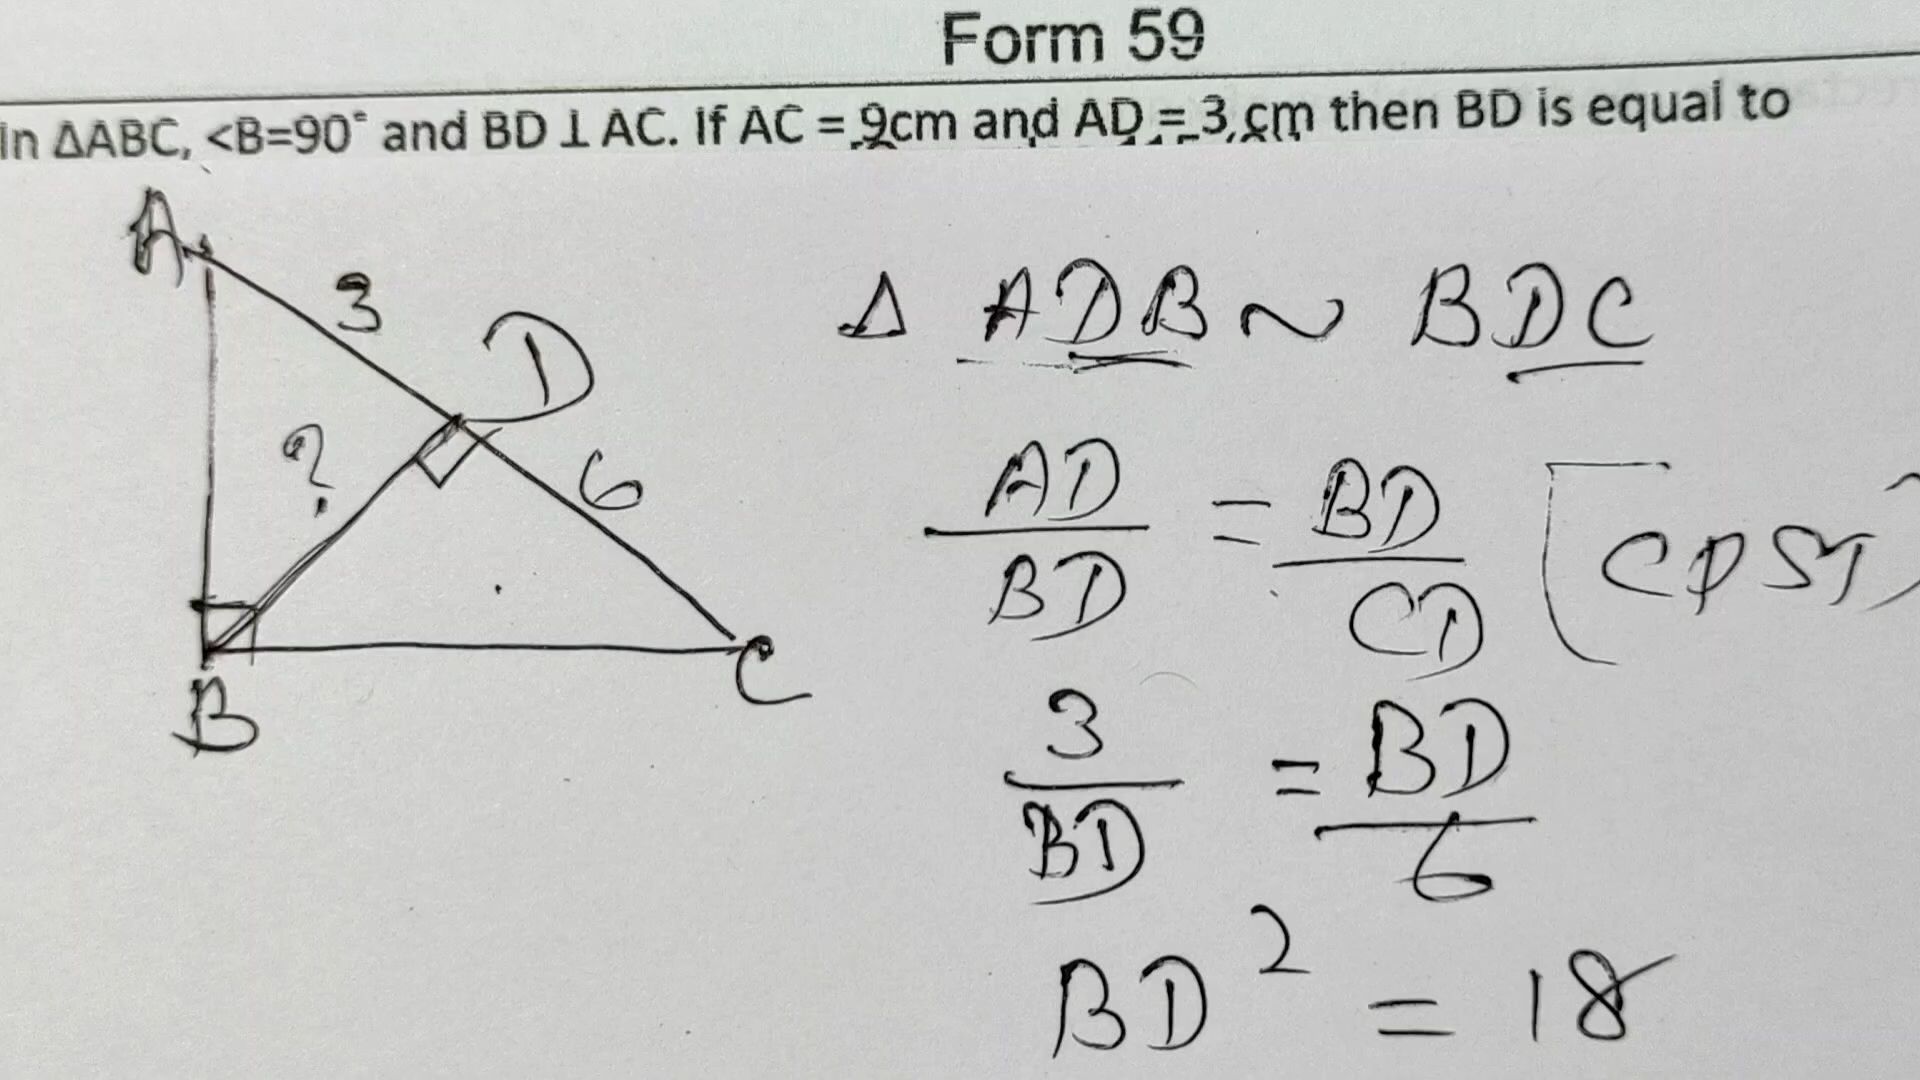 Form 59
In ΔABC, <B=90° and BD ⊥ AC. If AC = 9cm and AD = 3 cm then BD is equal to
A
3
D
?
6
B
C
Δ ADB ~ BDC
AD/BD = BD/CD [CPST]
3/BD = BD/6
BD² = 18